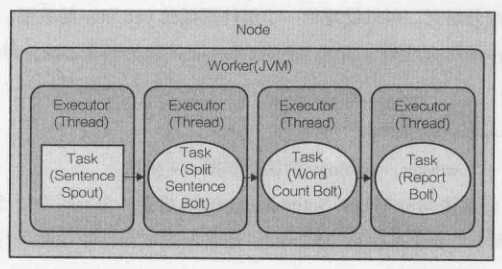 Node
Worker(JVM)
Executor
(Thread)
Executor
(Thread)
Executor
(Thread)
Executor
(Thread)
Task
(Sentence
Spout)
Task
(Split
Sentence
Bolt)
Task
(Word
Count Bolt)
Task
(Report
Bolt)